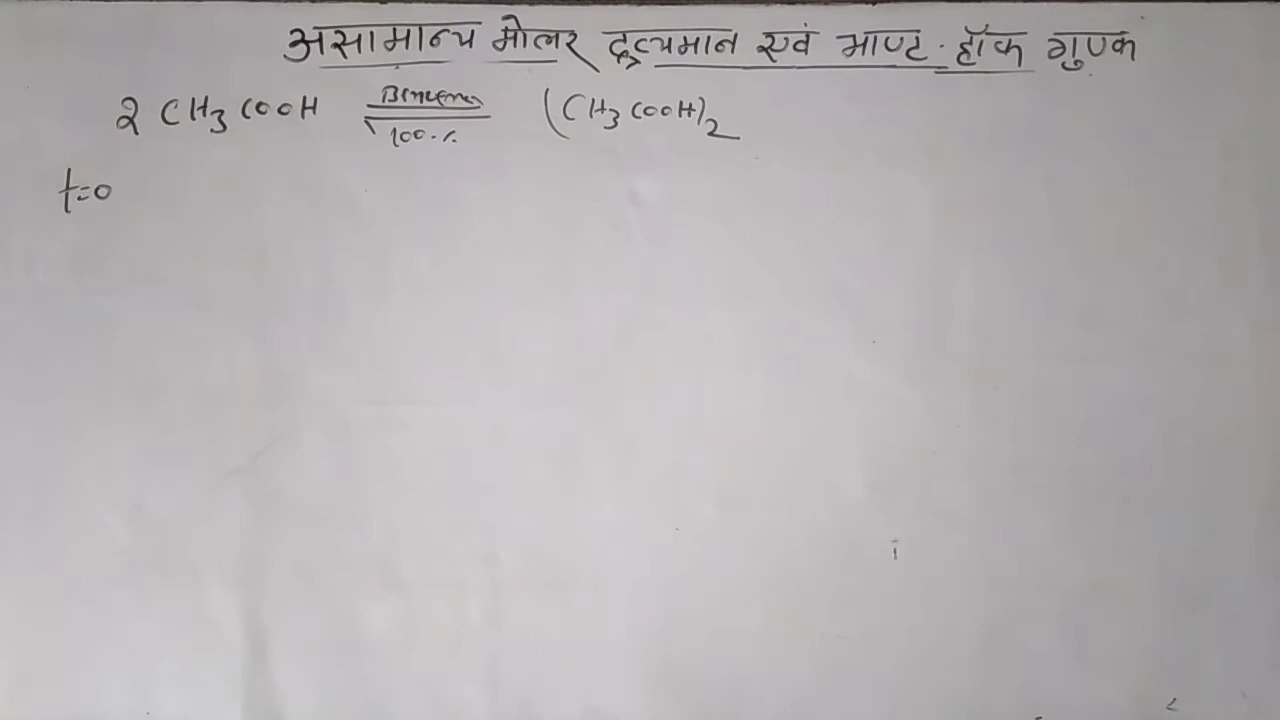 असामान्य मोलर द्रव्यमान एवं भाण्ट हॉफ गुणक
2 CH3COOH Benzene 100% (CH3COOH)2
t=0